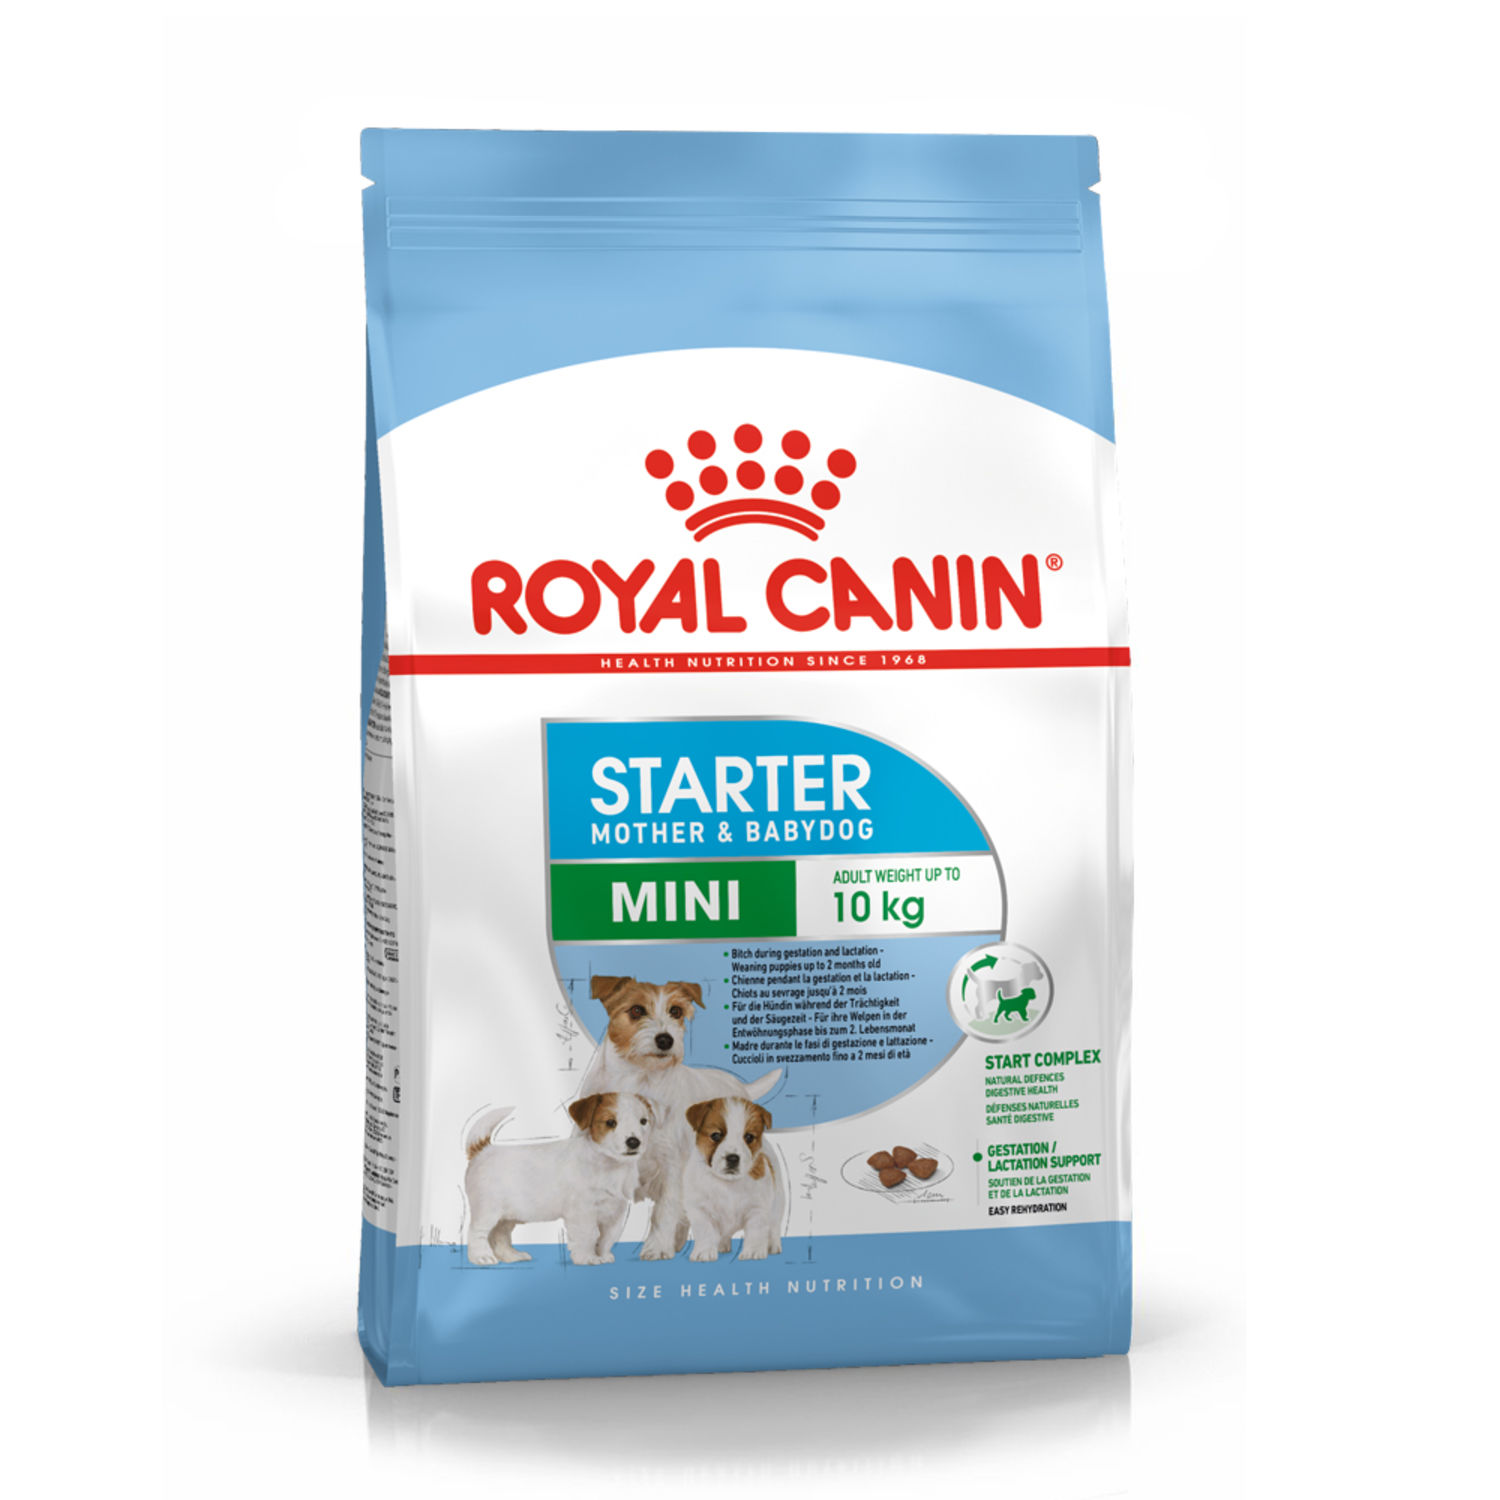 ROYAL CANIN®
HEALTH NUTRITION SINCE 1968
STARTER
MOTHER & BABYDOG
MINI
ADULT WEIGHT UP TO
10 kg
• Bitch during gestation and lactation -
Weaning puppies up to 2 months old
• Chienne pendant la gestation et la lactation -
Chiots au sevrage jusqu'à 2 mois
• Für die Hündin während der Trächtigkeit
und der Säugezeit - Für ihre Welpen in der
Entwöhnungsphase bis zum 2. Lebensmonat
• Madre durante le fasi di gestazione e lattazione -
Cuccioli in svezzamento fino a 2 mesi di età
START COMPLEX
NATURAL DEFENCES
DIGESTIVE HEALTH
DÉFENSES NATURELLES
SANTÉ DIGESTIVE
• GESTATION /
LACTATION SUPPORT
SOUTIEN DE LA GESTATION
ET DE LA LACTATION
EASY REHYDRATION
1cm
SIZE HEALTH NUTRITION